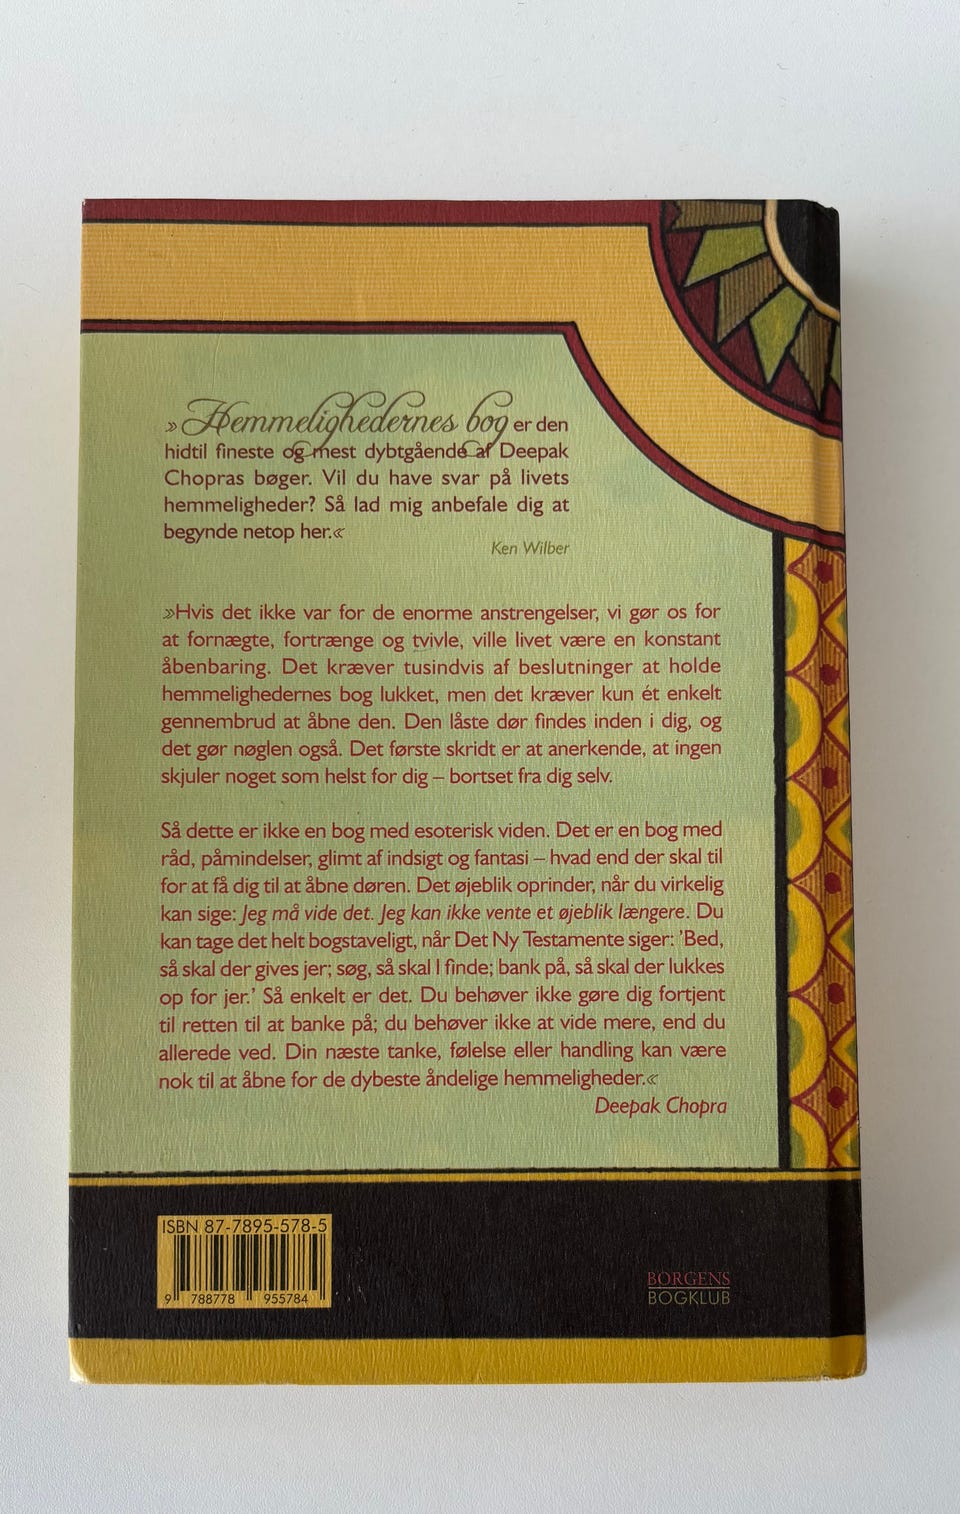 »Hemmelighedernes bog er den
hidtil fineste og mest dybtgående af Deepak
Chopras bøger. Vil du have svar på livets
hemmeligheder? Så lad mig anbefale dig at
begynde netop her.«
Ken Wilber
»Hvis det ikke var for de enorme anstrengelser, vi gør os for
at fornægte, fortrænge og tvivle, ville livet være en konstant
åbenbaring. Det kræver tusindvis af beslutninger at holde
hemmelighedernes bog lukket, men det kræver kun ét enkelt
gennembrud at åbne den. Den låste dør findes inden i dig, og
det gør nøglen også. Det første skridt er at anerkende, at ingen
skjuler noget som helst for dig – bortset fra dig selv.
Så dette er ikke en bog med esoterisk viden. Det er en bog med
råd, påmindelser, glimt af indsigt og fantasi – hvad end der skal til
for at få dig til at åbne døren. Det øjeblik oprinder, når du virkelig
kan sige: Jeg må vide det. Jeg kan ikke vente et øjeblik længere. Du
kan tage det helt bogstaveligt, når Det Ny Testamente siger: ’Bed,
så skal der gives jer; søg, så skal I finde; bank på, så skal der lukkes
op for jer.’ Så enkelt er det. Du behøver ikke gøre dig fortjent
til retten til at banke på; du behøver ikke at vide mere, end du
allerede ved. Din næste tanke, følelse eller handling kan være
nok til at åbne for de dybeste åndelige hemmeligheder.«
Deepak Chopra
ISBN 87-7895-578-5
9 788778 955784
BORGENS
BOGKLUB